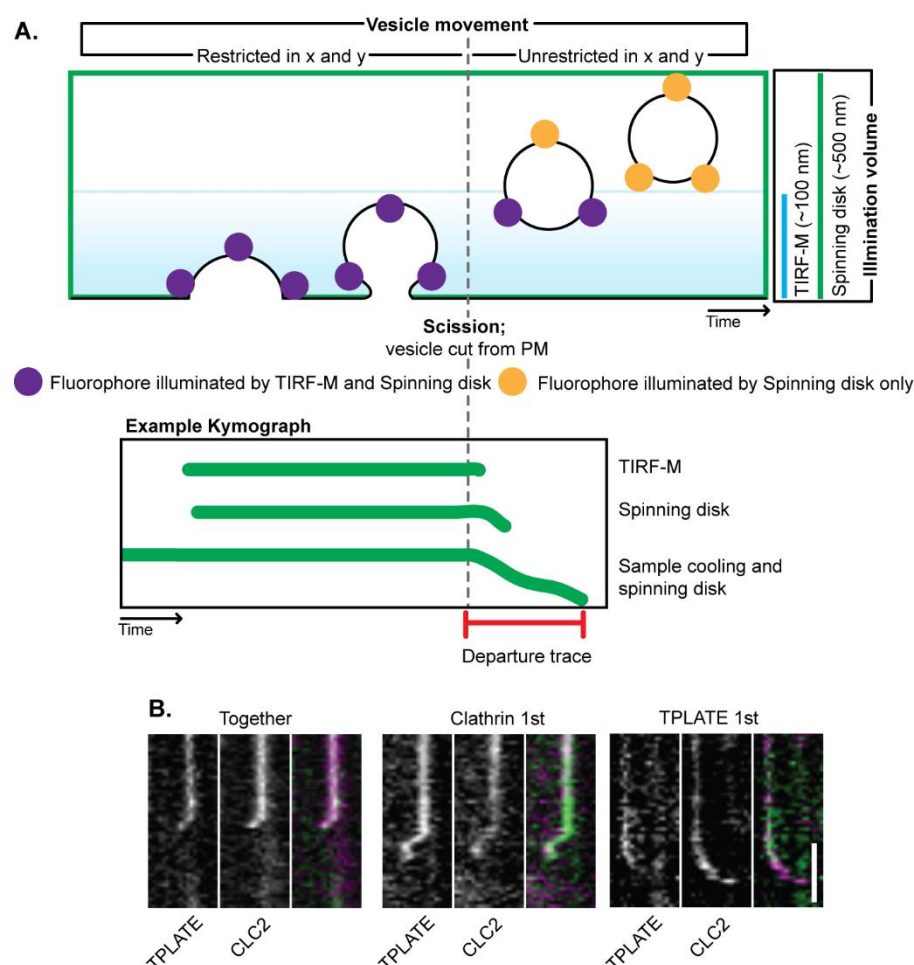 A.
Vesicle movement
Restricted in x and y
Unrestricted in x and y
TIRF-M (~100 nm)
Spinning disk (~500 nm)
Illumination volume
Time
Scission;
vesicle cut from PM
Fluorophore illuminated by TIRF-M and Spinning disk
Fluorophore illuminated by Spinning disk only
Example Kymograph
TIRF-M
Spinning disk
Sample cooling and
spinning disk
Time
Departure trace
B.
Together
Clathrin 1st
TPLATE 1st
TPLATE
CLC2
TPLATE
CLC2
TPLATE
CLC2